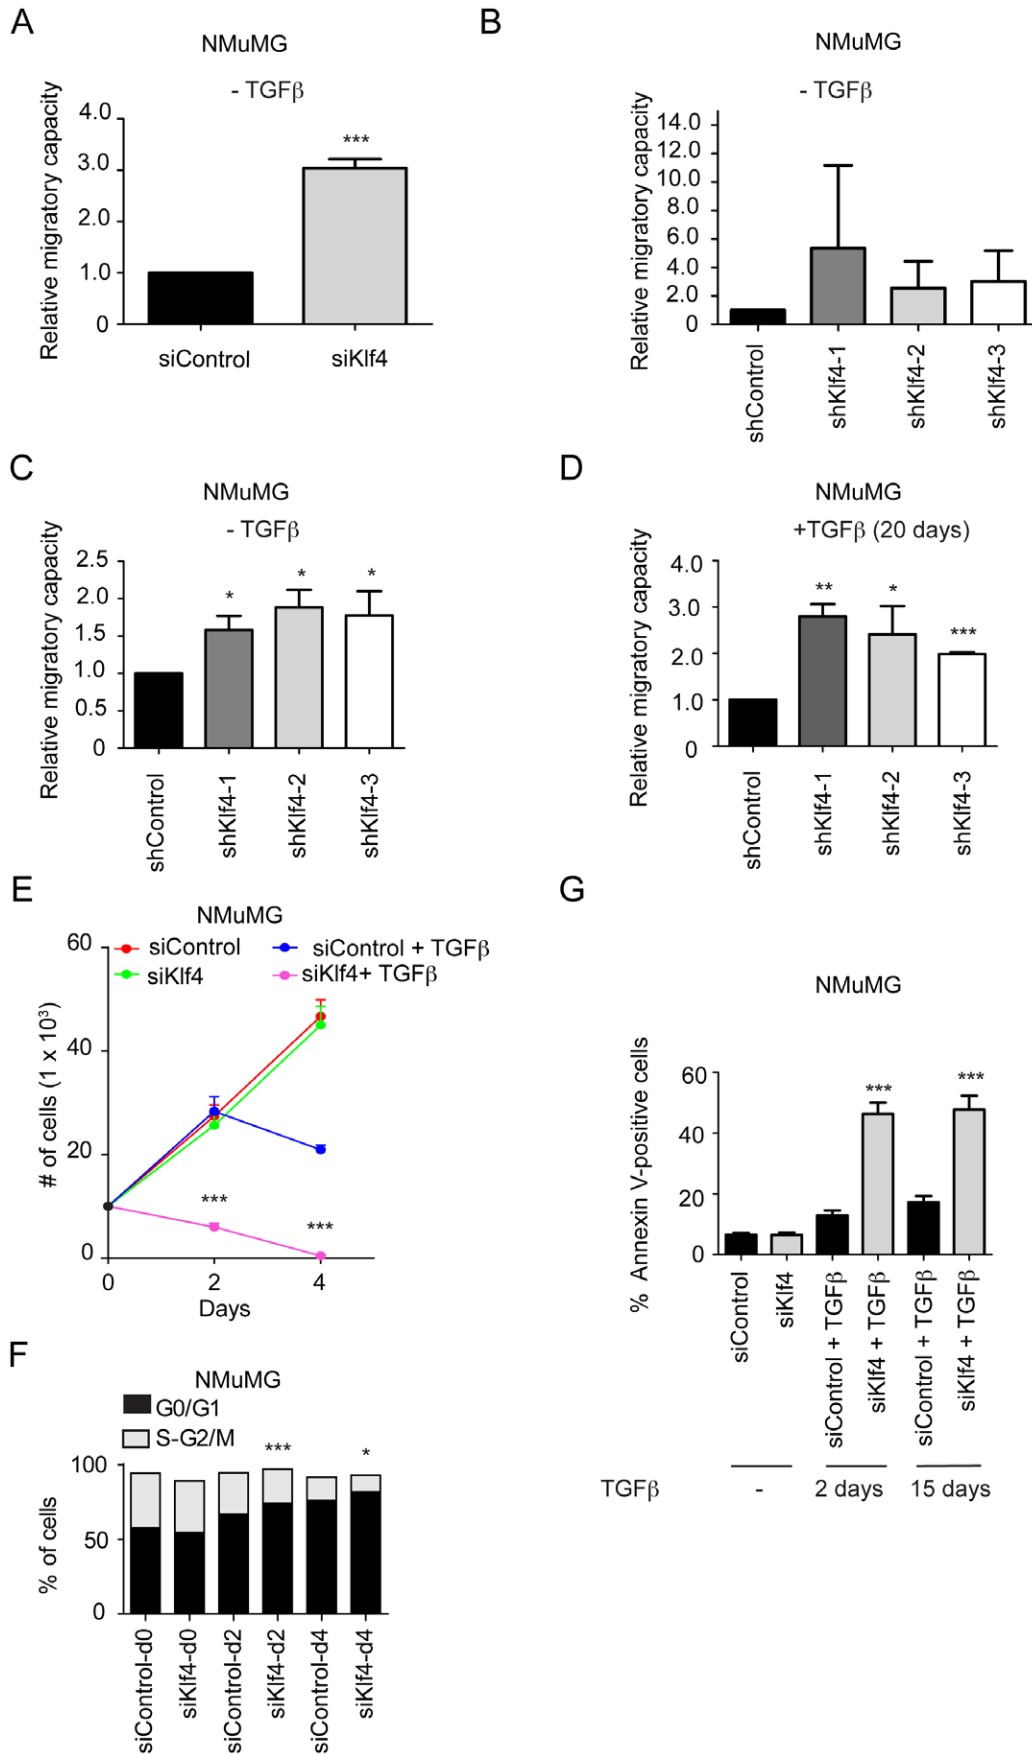 A
NMuMG
- TGFβ
Relative migratory capacity
4.0
3.0
2.0
1.0
0
***
siControl
siKlf4
B
NMuMG
- TGFβ
Relative migratory capacity
14.0
12.0
10.0
8.0
6.0
4.0
2.0
0
shControl
shKlf4-1
shKlf4-2
shKlf4-3
C
NMuMG
- TGFβ
Relative migratory capacity
2.5
2.0
1.5
1.0
0.5
0
*
*
*
shControl
shKlf4-1
shKlf4-2
shKlf4-3
D
NMuMG
+TGFβ (20 days)
Relative migratory capacity
4.0
3.0
2.0
1.0
0
**
*
***
shControl
shKlf4-1
shKlf4-2
shKlf4-3
E
NMuMG
siControl
siControl + TGFβ
siKlf4
siKlf4+ TGFβ
# of cells (1 x 10³)
60
40
20
0
***
***
0
2
4
Days
F
NMuMG
G0/G1
S-G2/M
% of cells
100
50
0
***
*
siControl-d0
siKlf4-d0
siControl-d2
siKlf4-d2
siControl-d4
siKlf4-d4
G
NMuMG
% Annexin V-positive cells
60
40
20
0
***
***
siControl
siKlf4
siControl + TGFβ
siKlf4 + TGFβ
siControl + TGFβ
siKlf4 + TGFβ
TGFβ
-
2 days
15 days